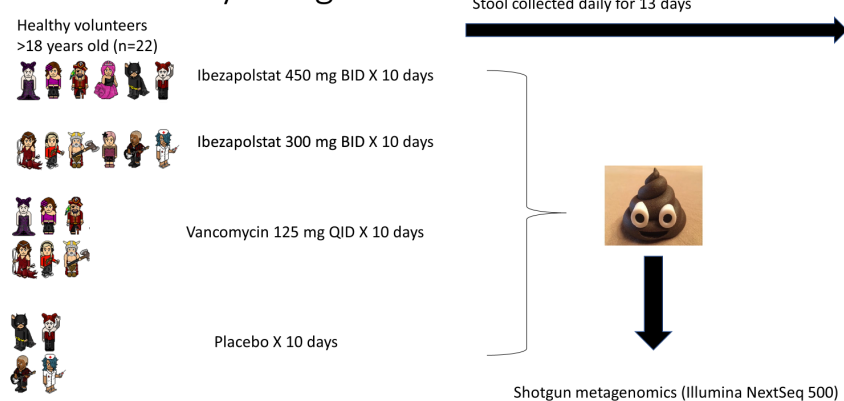 Stool collected daily for 13 days
Healthy volunteers
>18 years old (n=22)
Ibezapolstat 450 mg BID X 10 days
Ibezapolstat 300 mg BID X 10 days
Vancomycin 125 mg QID X 10 days
Placebo X 10 days
Shotgun metagenomics (Illumina NextSeq 500)